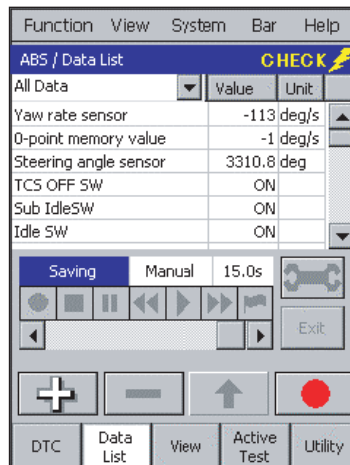 Function View System Bar Help
ABS / Data List CHECK
All Data Value Unit
Yaw rate sensor -113 deg/s
0-point memory value -1 deg/s
Steering angle sensor 3310.8 deg
TCS OFF SW ON
Sub IdleSW ON
Idle SW ON
Saving Manual 15.0s
Exit
DTC Data List View Active Test Utility